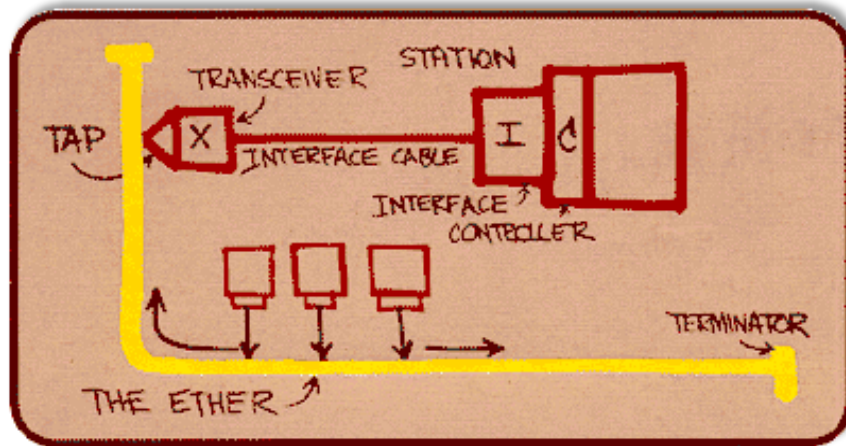 STATION
TRANSCEIVER
TAP
X
I
C
INTERFACE CABLE
INTERFACE
CONTROLLER
TERMINATOR
THE ETHER